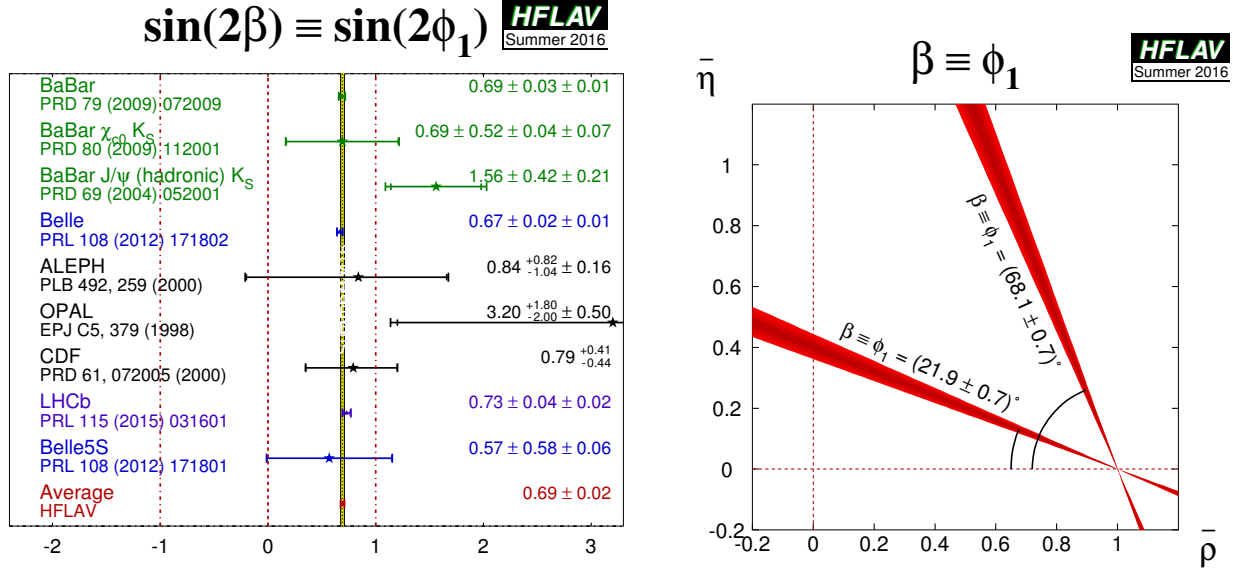 sin(2β) ≡ sin(2ϕ₁)
HFLAV
Summer 2016
BaBar
PRD 79 (2009) 072009
0.69 ± 0.03 ± 0.01
BaBar χc0 KS
PRD 80 (2009) 112001
0.69 ± 0.52 ± 0.04 ± 0.07
BaBar J/ψ (hadronic) KS
PRD 69 (2004) 052001
1.56 ± 0.42 ± 0.21
Belle
PRL 108 (2012) 171802
0.67 ± 0.02 ± 0.01
ALEPH
PLB 492, 259 (2000)
0.84 +0.82 -1.04 ± 0.16
OPAL
EPJ C5, 379 (1998)
3.20 +1.80 -2.00 ± 0.50
CDF
PRD 61, 072005 (2000)
0.79 +0.41 -0.44
LHCb
PRL 115 (2015) 031601
0.73 ± 0.04 ± 0.02
Belle5S
PRL 108 (2012) 171801
0.57 ± 0.58 ± 0.06
Average
HFLAV
0.69 ± 0.02
-2 -1 0 1 2 3
β ≡ ϕ₁
HFLAV
Summer 2016
η̄
1
0.8
0.6
0.4
0.2
0
-0.2
β ≡ ϕ₁ = (68.1 ± 0.7)°
β ≡ ϕ₁ = (21.9 ± 0.7)°
-0.2 0 0.2 0.4 0.6 0.8 1
ρ̄